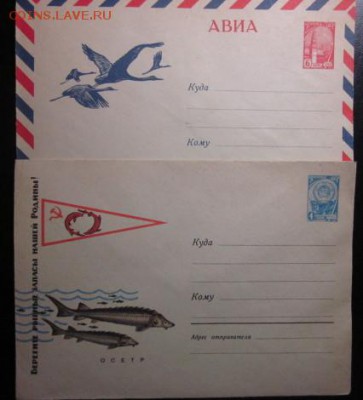 COINS.LAVE.RU
АВИА
Куда
Кому
Берегите рыбные запасы нашей Родины!
Куда
Кому
Адрес отправителя
ОСЕТР